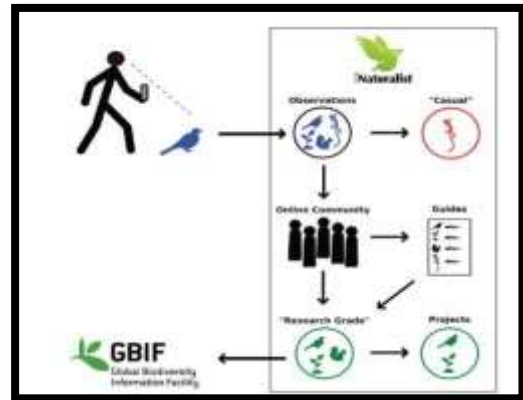 iNaturalist
Observations
"Casual"
Online Community
Guides
"Research Grade"
Projects
GBIF
Global Biodiversity
Information Facility